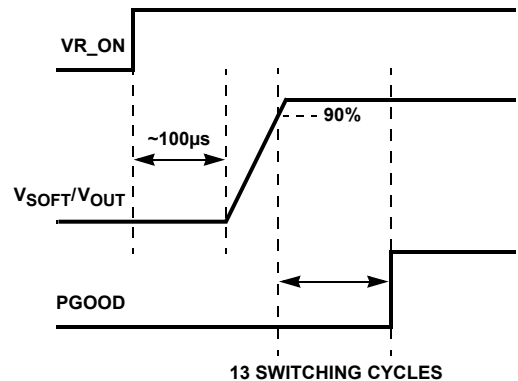 VR_ON
90%
~100µs
VSOFT/VOUT
PGOOD
13 SWITCHING CYCLES